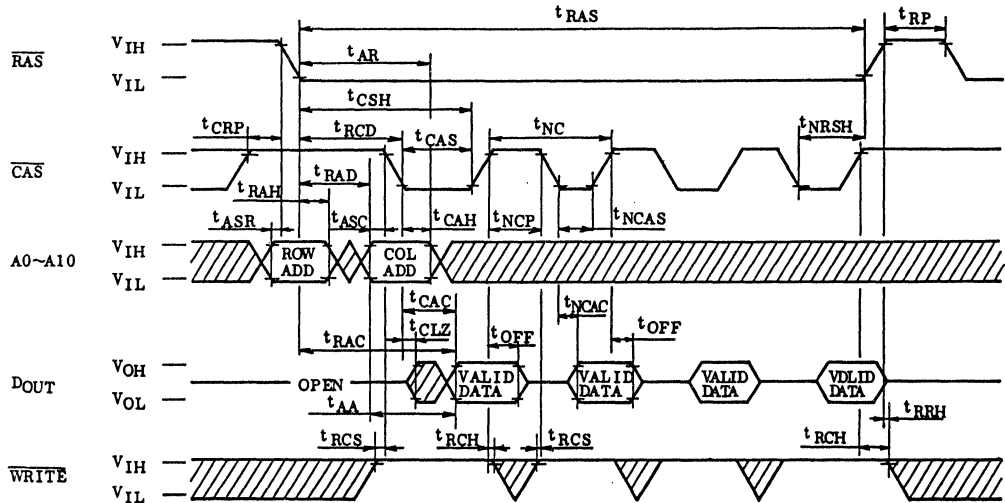 tRAS
tRP
RAS
VIH
VIL
tAR
tCSH
tCRP
tRCD
tCAS
tNC
tNRSH
CAS
VIH
VIL
tRAD
tRAH
tASR
tASC
tCAH
tNCP
tNCAS
A0~A10
VIH
VIL
ROW
ADD
COL
ADD
tCAC
tCLZ
tRAC
tOFF
tNCAC
tOFF
DOUT
VOH
VOL
OPEN
VALID
DATA
VALID
DATA
VALID
DATA
VDLID
DATA
tAA
tRRH
tRCS
tRCH
tRCS
tRCH
WRITE
VIH
VIL